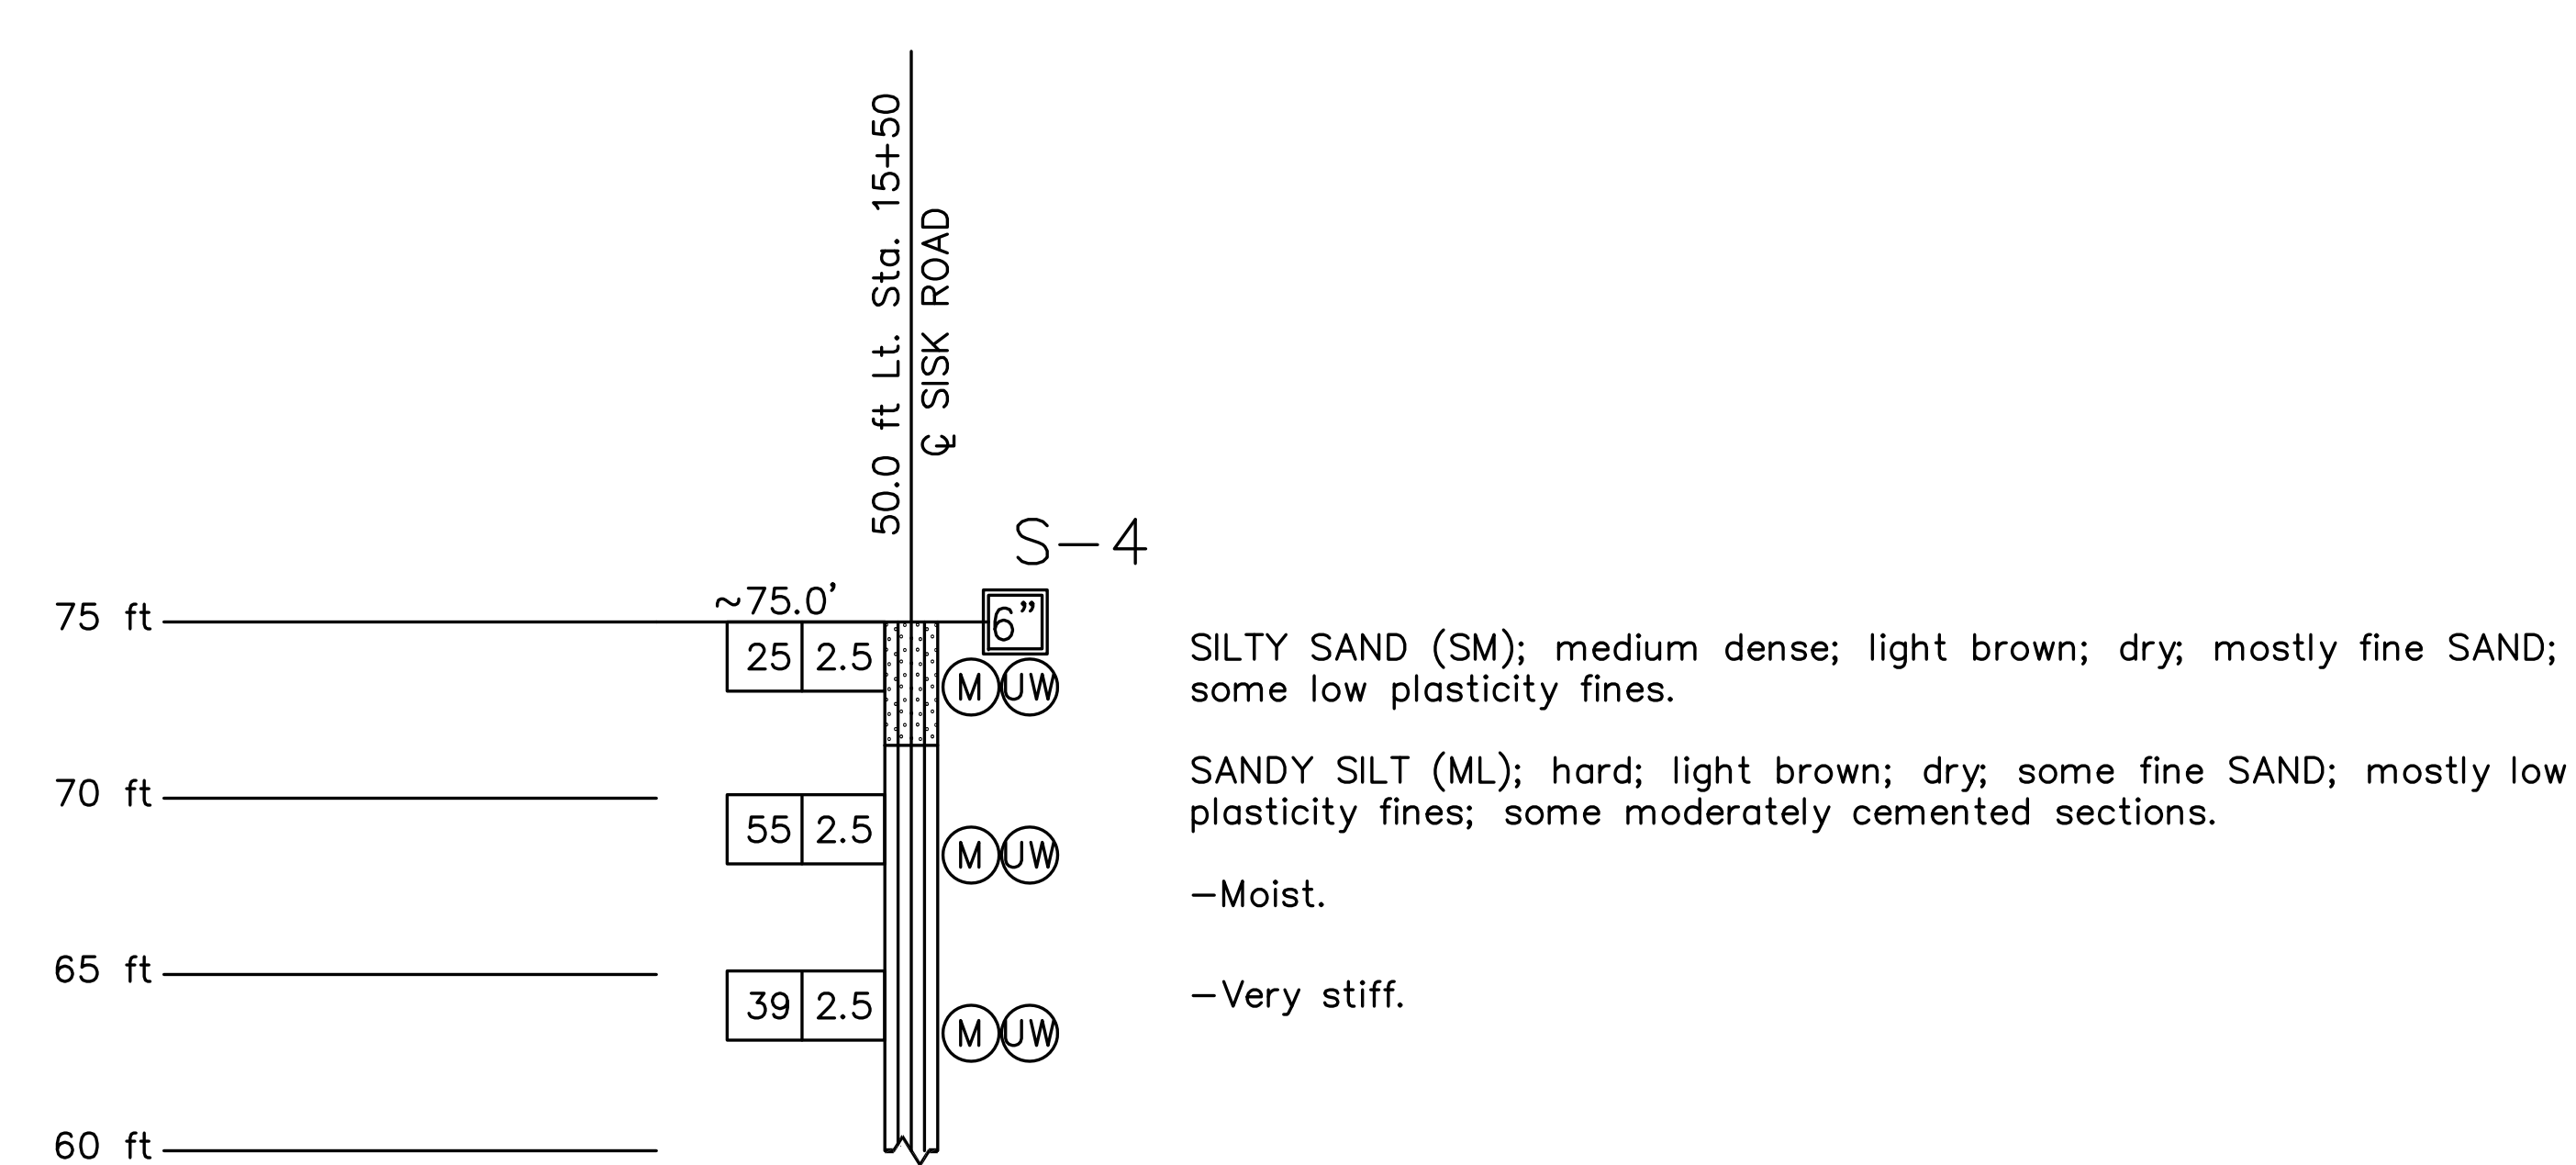 50.0 ft Lt. Sta. 15+50
℄ SISK ROAD
S-4
~75.0’
75 ft
6”
25 2.5
M UW
SILTY SAND (SM); medium dense; light brown; dry; mostly fine SAND;
some low plasticity fines.
SANDY SILT (ML); hard; light brown; dry; some fine SAND; mostly low
plasticity fines; some moderately cemented sections.
70 ft
55 2.5
M UW
-Moist.
65 ft
39 2.5
M UW
-Very stiff.
60 ft